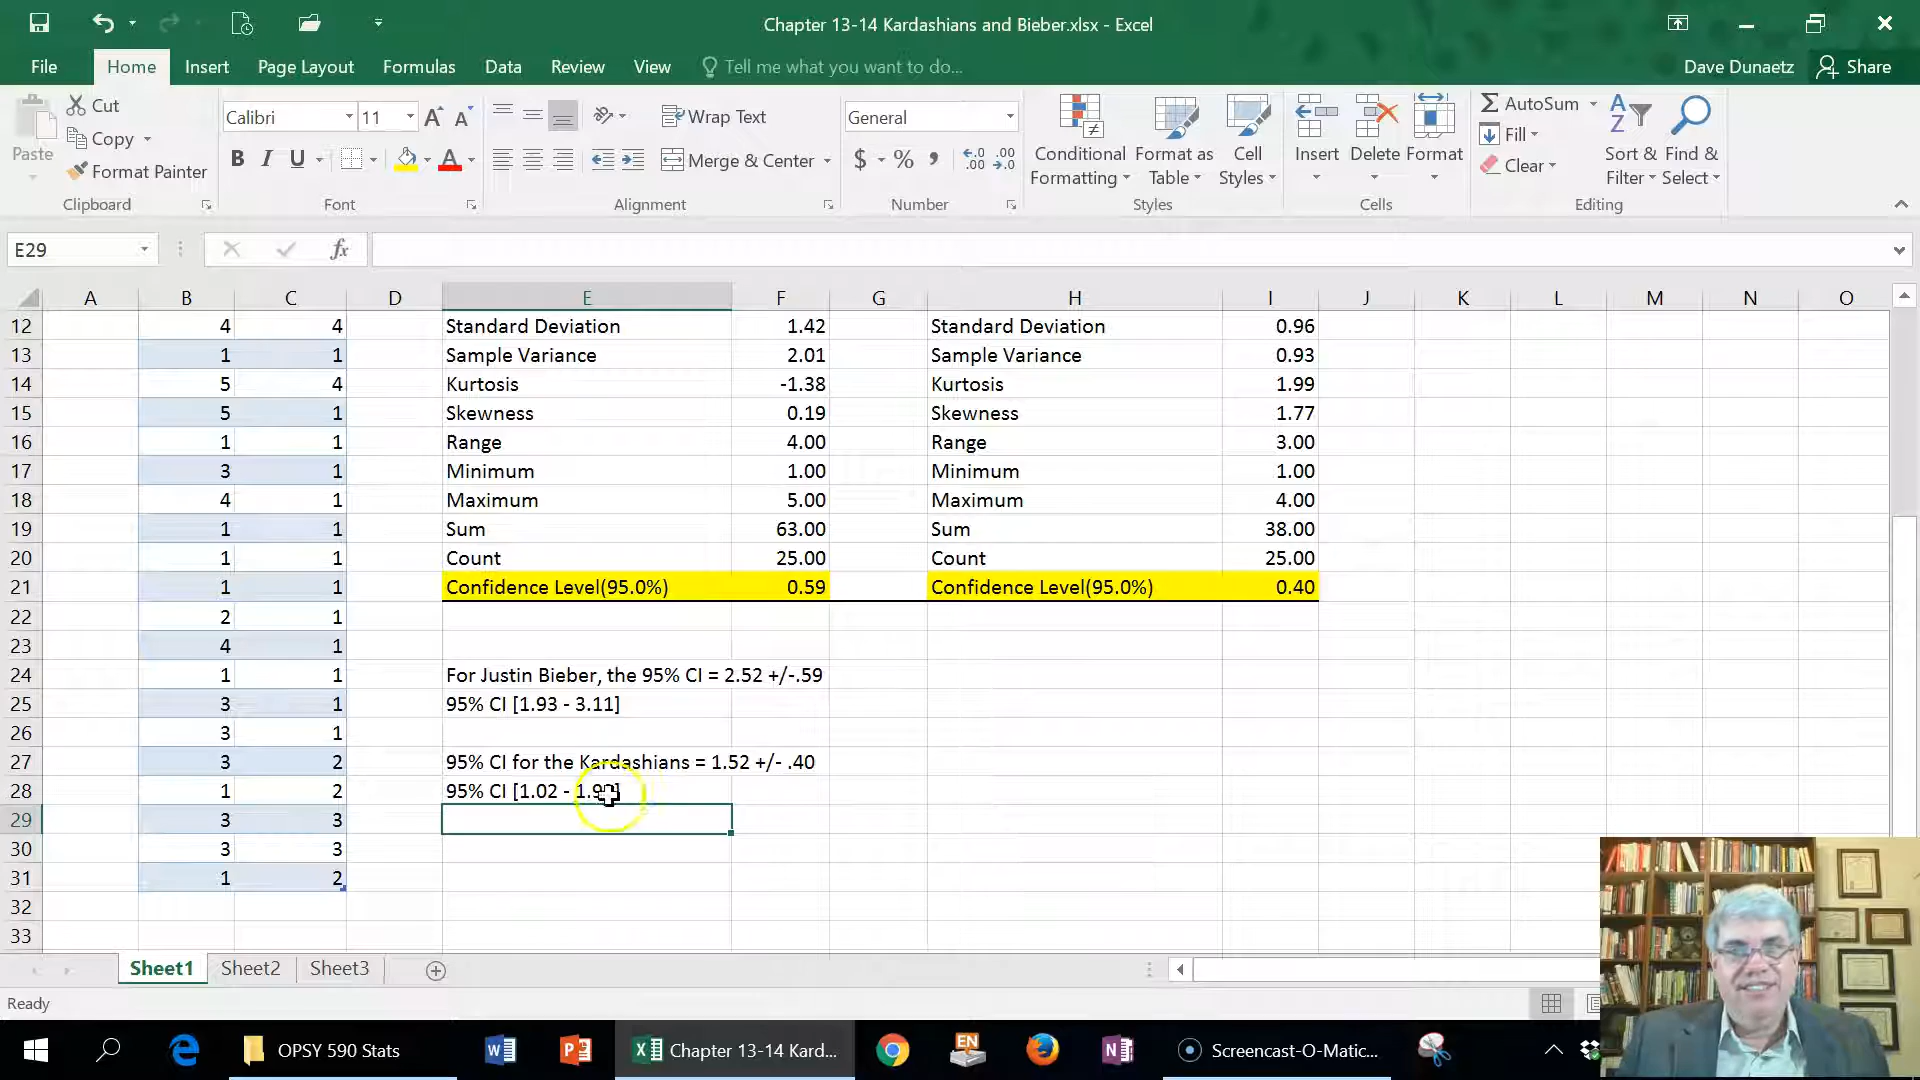 Chapter 13-14 Kardashians and Bieber.xlsx - Excel
File Home Insert Page Layout Formulas Data Review View Tell me what you want to do... Dave Dunaetz Share
Paste Cut
Copy
Format Painter
Clipboard
Calibri 11 A A
B I U A
Font
Wrap Text
Merge & Center
Alignment
General
$ % , .0 .00 .00 .0
Number
Conditional Formatting
Format as Table
Cell Styles
Styles
Insert Delete Format
Cells
AutoSum
Fill
Clear
Sort & Filter
Find & Select
Editing
E29 fx
A B C D E F G H I J K L M N O
12 4 4 Standard Deviation 1.42 Standard Deviation 0.96
13 1 1 Sample Variance 2.01 Sample Variance 0.93
14 5 4 Kurtosis -1.38 Kurtosis 1.99
15 5 1 Skewness 0.19 Skewness 1.77
16 1 1 Range 4.00 Range 3.00
17 3 1 Minimum 1.00 Minimum 1.00
18 4 1 Maximum 5.00 Maximum 4.00
19 1 1 Sum 63.00 Sum 38.00
20 1 1 Count 25.00 Count 25.00
21 1 1 Confidence Level(95.0%) 0.59 Confidence Level(95.0%) 0.40
22 2 1
23 4 1
24 1 1 For Justin Bieber, the 95% CI = 2.52 +/-.59
25 3 1 95% CI [1.93 - 3.11]
26 3 1
27 3 2 95% CI for the Kardashians = 1.52 +/- .40
28 1 2 95% CI [1.02 -
29 3 3
30 3 3
31 1 2
32
33
Sheet1 Sheet2 Sheet3
Ready
OPSY 590 Stats Chapter 13-14 Kard... EN Screencast-O-Matic...